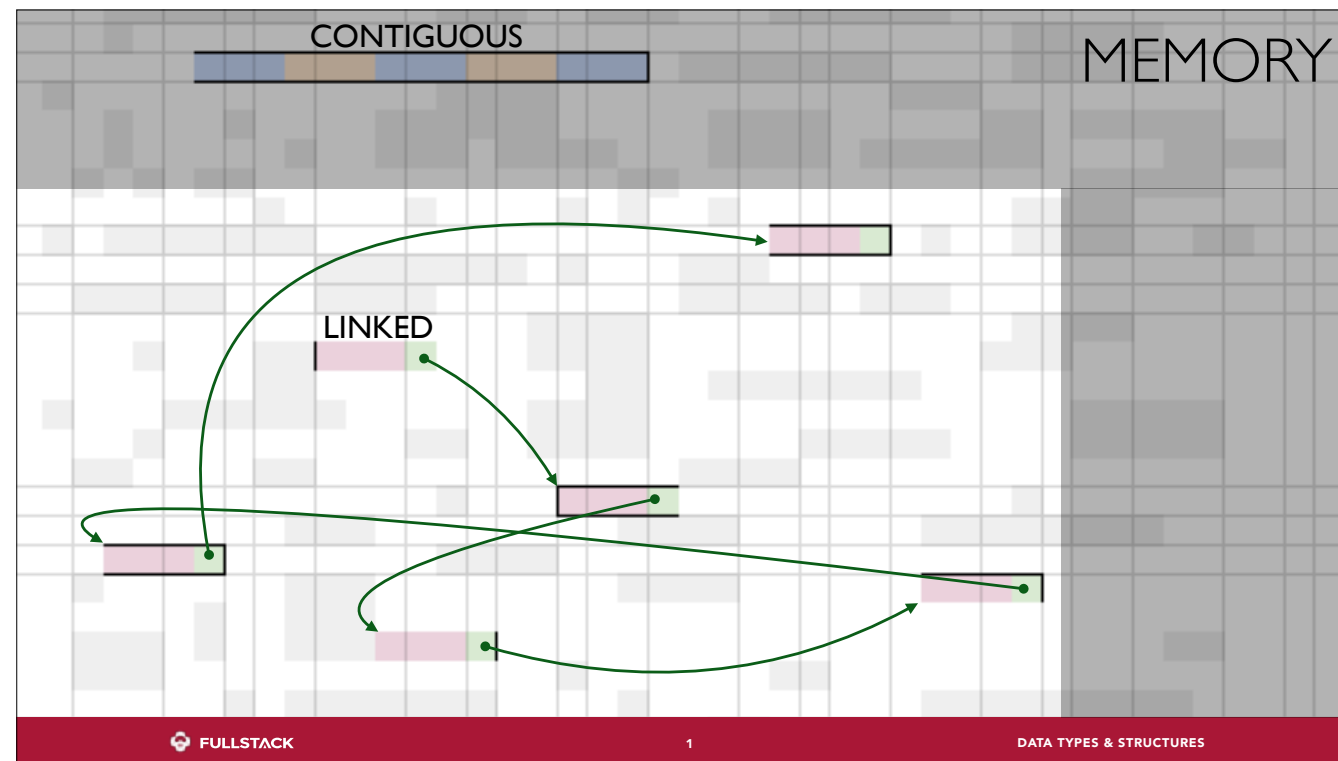 CONTIGUOUS
MEMORY
LINKED
FULLSTACK
1
DATA TYPES & STRUCTURES